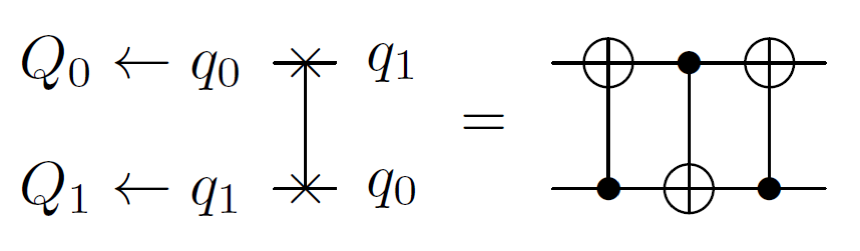 Q₀ ← q₀ q₁
=
Q₁ ← q₁ q₀